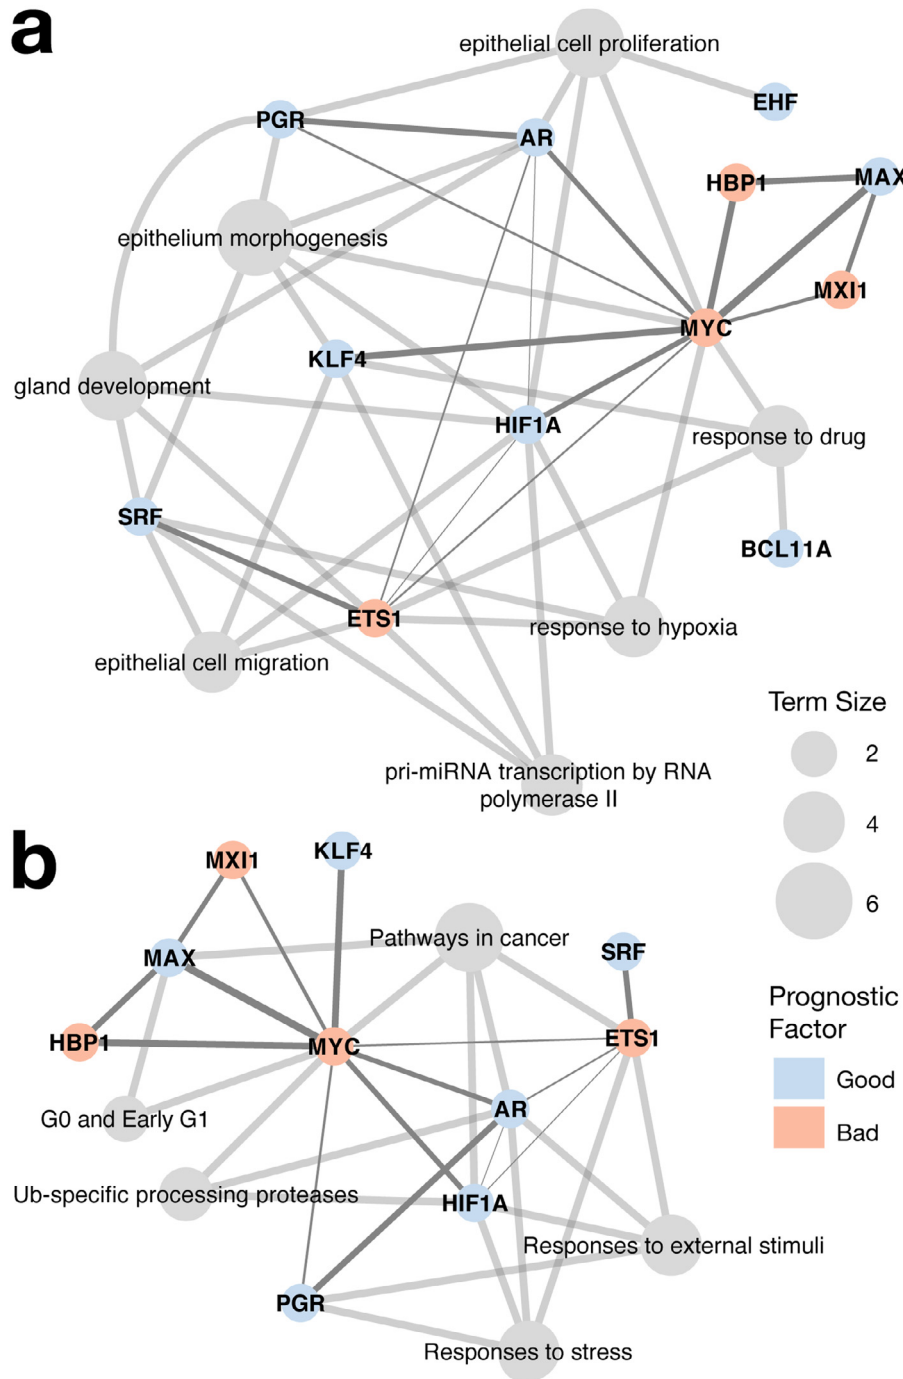 a
epithelial cell proliferation
EHF
PGR
AR
HBP1
MAX
epithelium morphogenesis
MXI1
MYC
KLF4
gland development
HIF1A
response to drug
SRF
BCL11A
ETS1
response to hypoxia
epithelial cell migration
pri-miRNA transcription by RNA
polymerase II
Term Size
2
4
6
Prognostic
Factor
Good
Bad
b
MXI1
KLF4
Pathways in cancer
SRF
MAX
HBP1
MYC
ETS1
G0 and Early G1
AR
Ub-specific processing proteases
HIF1A
Responses to external stimuli
PGR
Responses to stress